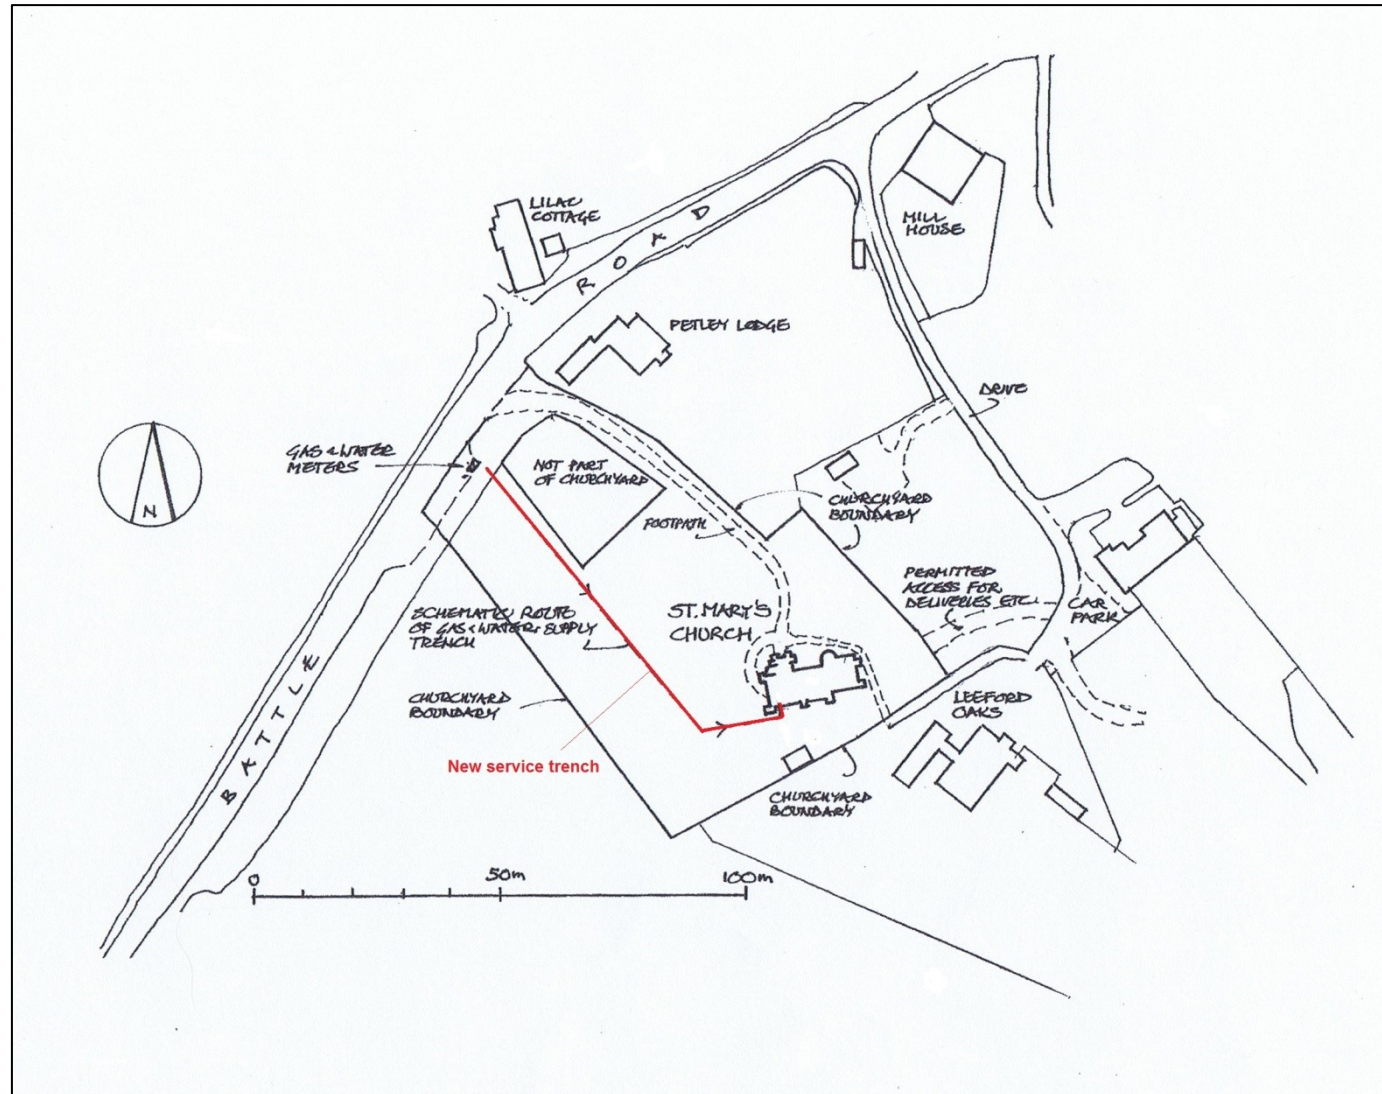 LILAC
COTTAGE
ROAD
MILL
HOUSE
PETLEY LODGE
DRIVE
GAS & WATER
METERS
NOT PART
OF CHURCHYARD
CHURCHYARD
BOUNDARY
FOOTPATH
N
PERMITTED
ACCESS FOR
DELIVERIES ETC.
CAR
PARK
SCHEMATIC ROUTE
OF GAS & WATER SUPPLY
TRENCH
ST. MARY'S
CHURCH
CHURCHYARD
BOUNDARY
LEEFORD
OAKS
BATTLE
New service trench
CHURCHYARD
BOUNDARY
0 50m 100m